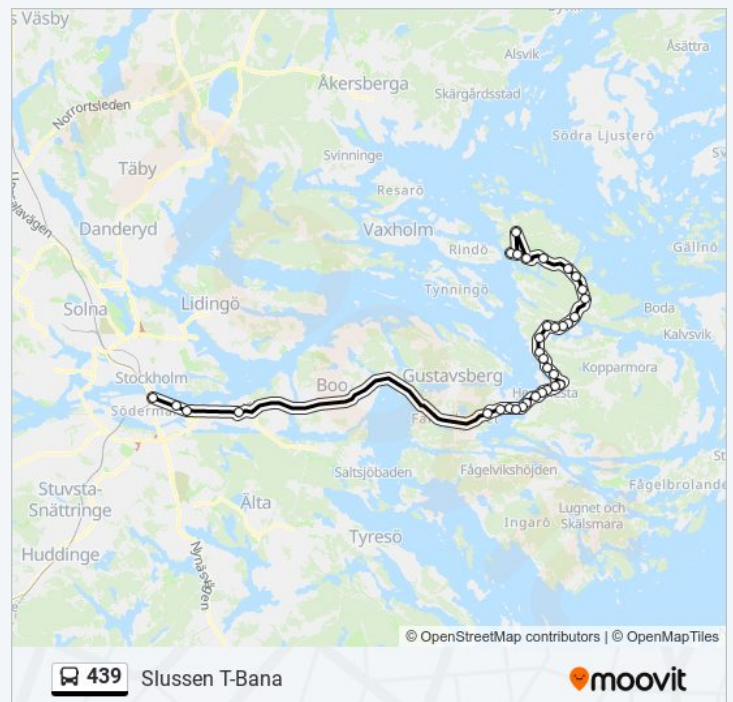 s Väsby
Åsättra
Alsvik
Åkersberga
Skärgårdsstad
Norrortsleden
Södra Ljusterö
Svinninge
Täby
Resarö
Danderyd
Vaxholm
Rindö
Gällnö
Tynningö
Solna
Lidingö
Boda
Kalvsvik
Stockholm
Boo
Gustavsberg
Kopparmora
Söderma
Saltsjöbaden
Fågelvikshöjden
Stuvsta-
Snättringe
Fågelbrolande
Älta
Lugnet och
Skälsmara
Ingarö
Tyresö
Huddinge
Nynäsvägen
© OpenStreetMap contributors | © OpenMapTiles
439 Slussen T-Bana
moovit